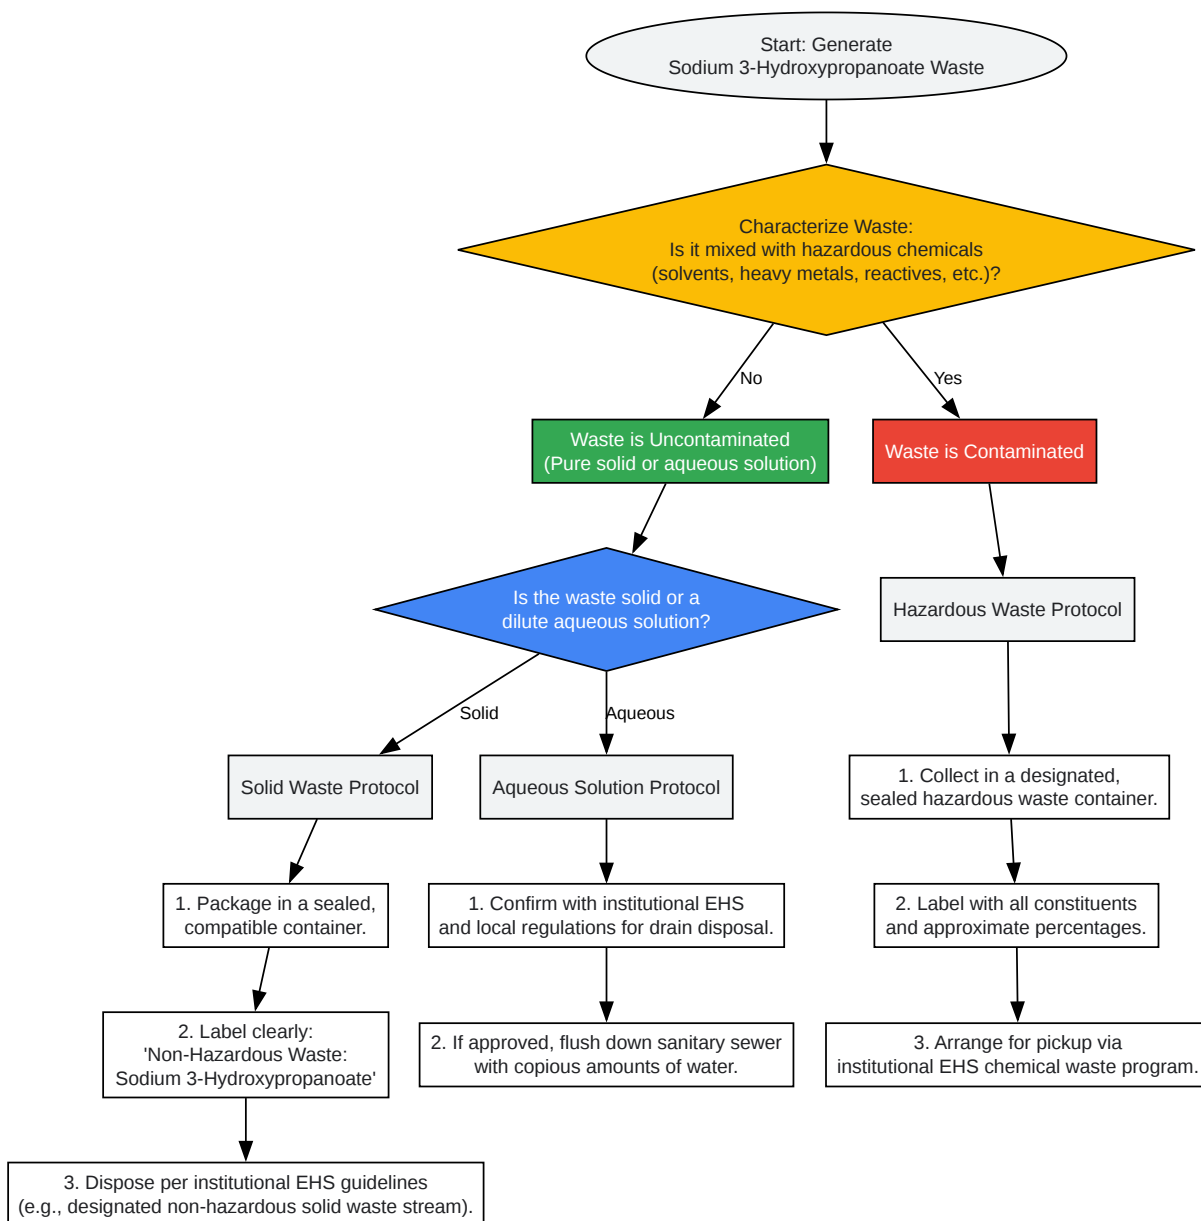 Start: Generate
Sodium 3-Hydroxypropanoate Waste
Characterize Waste:
Is it mixed with hazardous chemicals
(solvents, heavy metals, reactives, etc.)?
No
Yes
Waste is Uncontaminated
(Pure solid or aqueous solution)
Waste is Contaminated
Is the waste solid or a
dilute aqueous solution?
Hazardous Waste Protocol
Solid
Aqueous
Solid Waste Protocol
Aqueous Solution Protocol
1. Collect in a designated,
sealed hazardous waste container.
1. Package in a sealed,
compatible container.
1. Confirm with institutional EHS
and local regulations for drain disposal.
2. Label with all constituents
and approximate percentages.
2. Label clearly:
'Non-Hazardous Waste:
Sodium 3-Hydroxypropanoate'
2. If approved, flush down sanitary sewer
with copious amounts of water.
3. Arrange for pickup via
institutional EHS chemical waste program.
3. Dispose per institutional EHS guidelines
(e.g., designated non-hazardous solid waste stream).